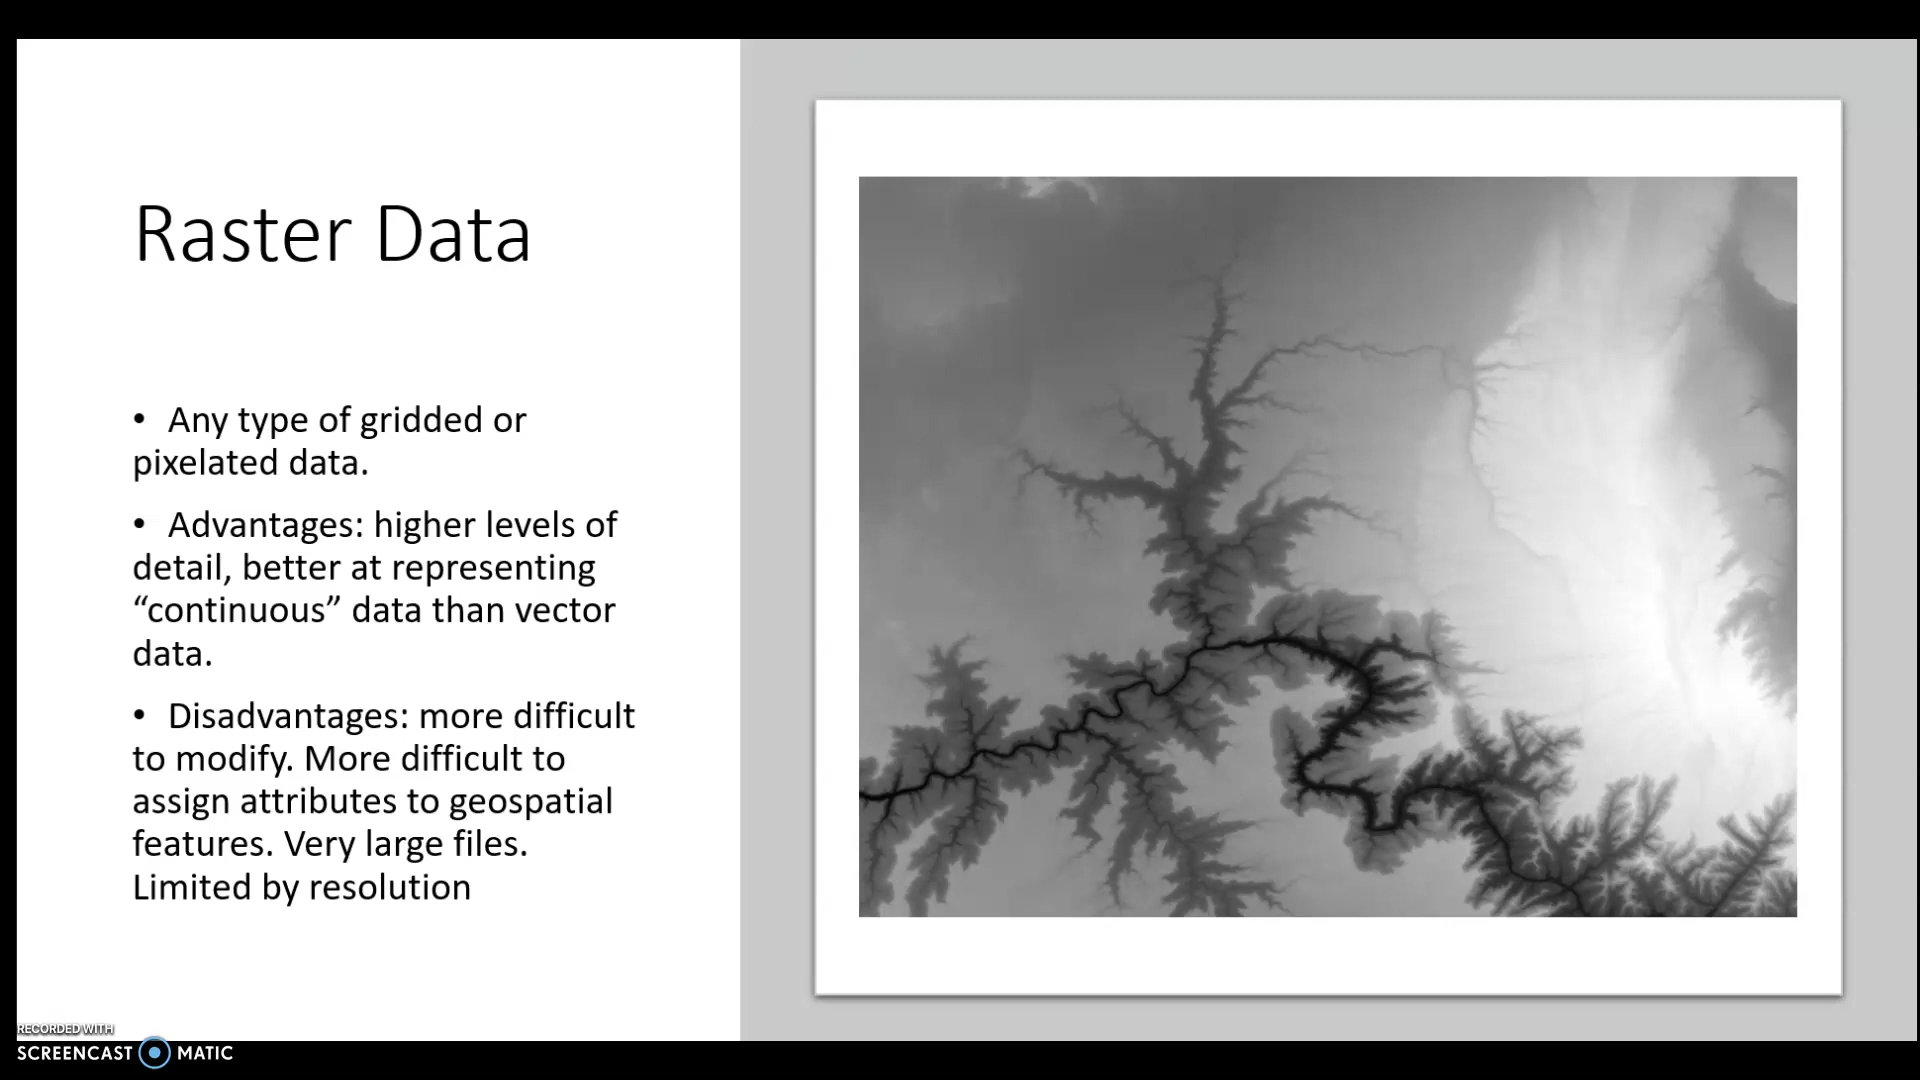 Raster Data
• Any type of gridded or
pixelated data.
• Advantages: higher levels of
detail, better at representing
“continuous” data than vector
data.
• Disadvantages: more difficult
to modify. More difficult to
assign attributes to geospatial
features. Very large files.
Limited by resolution
RECORDED WITH
SCREENCAST MATIC